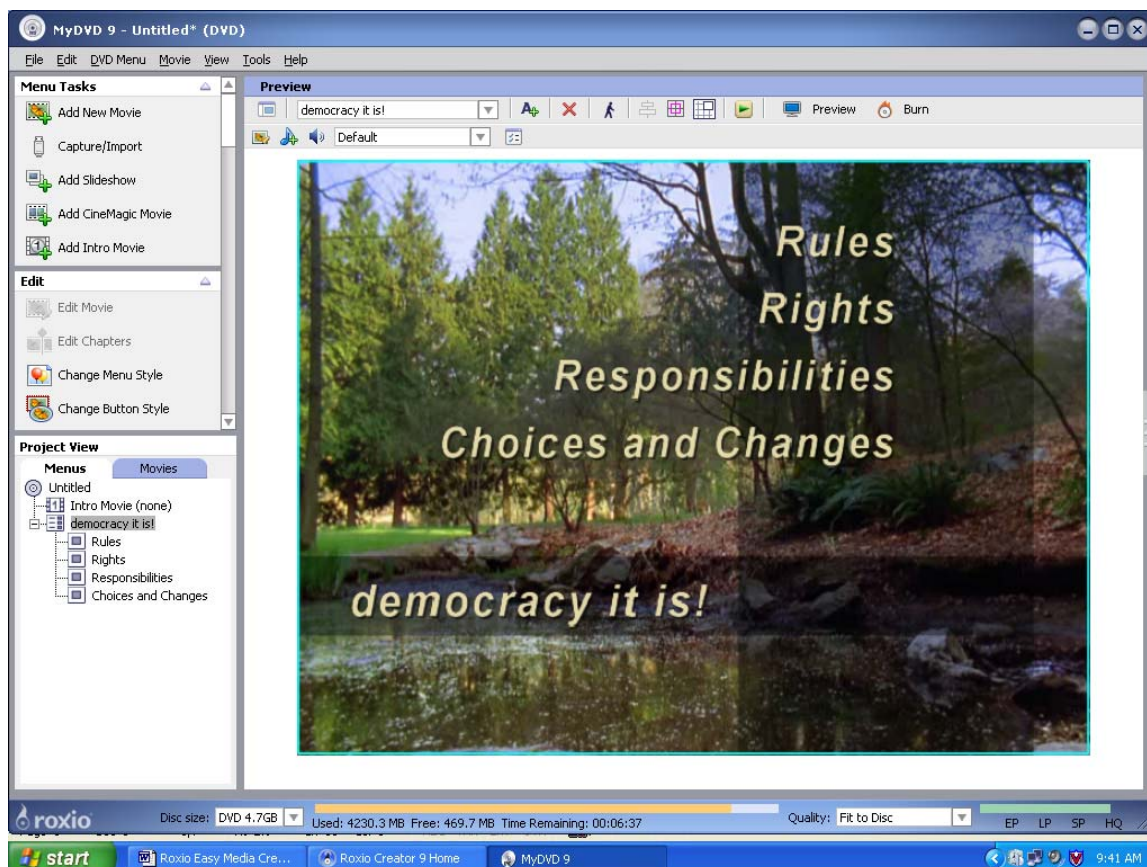 MyDVD 9 - Untitled* (DVD)
File Edit DVD Menu Movie View Tools Help
Menu Tasks
Add New Movie
Capture/Import
Add Slideshow
Add CineMagic Movie
Add Intro Movie
Edit
Edit Movie
Edit Chapters
Change Menu Style
Change Button Style
Project View
Menus Movies
Untitled
Intro Movie (none)
democracy it is!
Rules
Rights
Responsibilities
Choices and Changes
Preview
democracy it is! Preview Burn
Default
Rules
Rights
Responsibilities
Choices and Changes
democracy it is!
roxio Disc size: DVD 4.7GB Used: 4230.3 MB Free: 469.7 MB Time Remaining: 00:06:37 Quality: Fit to Disc EP LP SP HQ
start Roxio Easy Media Cre... Roxio Creator 9 Home MyDVD 9 9:41 AM